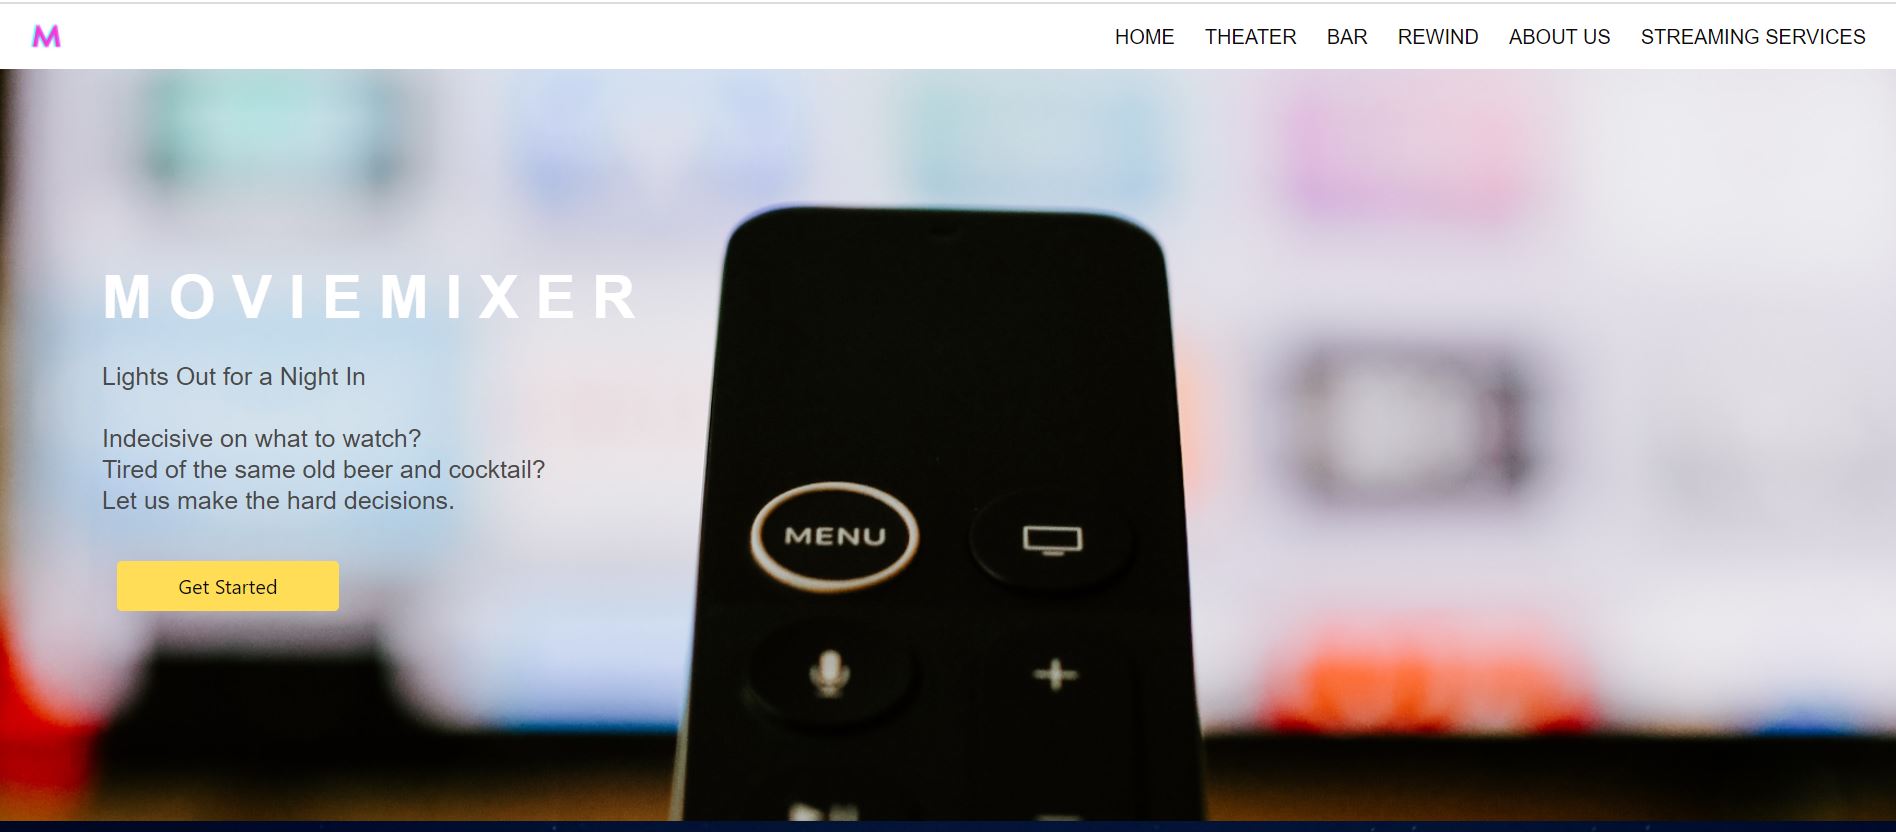 M
HOME THEATER BAR REWIND ABOUT US STREAMING SERVICES
MOVIEMIXER
Lights Out for a Night In
Indecisive on what to watch?
Tired of the same old beer and cocktail?
Let us make the hard decisions.
Get Started
MENU